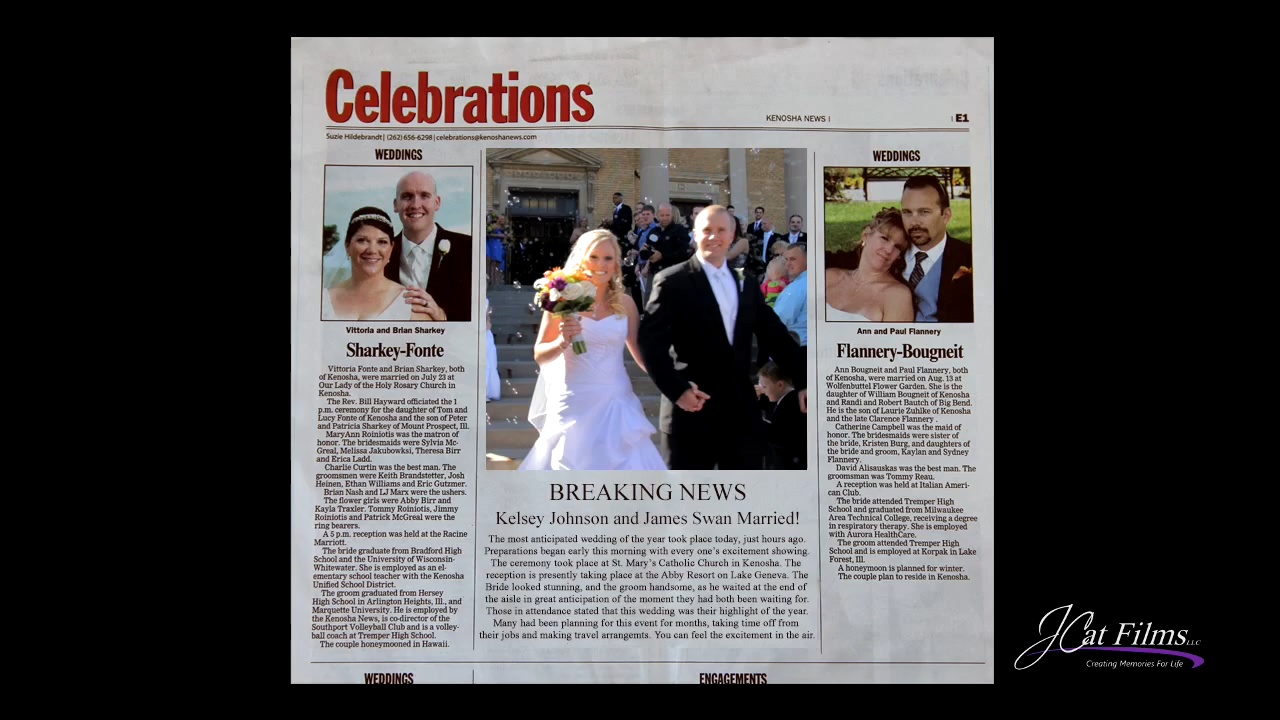 Celebrations
KENOSHA NEWS |
| E1
Suzie Hildebrandt| (262) 656-6298 | celebrations@kenoshanews.com
WEDDINGS
Vittoria and Brian Sharkey
Sharkey-Fonte
Vittoria Fonte and Brian Sharkey, both
of Kenosha, were married on July 23 at
Our Lady of the Holy Rosary Church in
Kenosha.
The Rev. Bill Hayward officiated the 1
p.m. ceremony for the daughter of Tom and
Lucy Fonte of Kenosha and the son of Peter
and Patricia Sharkey of Mount Prospect, Ill.
MaryAnn Roiniotis was the matron of
honor. The bridesmaids were Sylvia Mc-
Greal, Melissa Jakubowksi, Theresa Birr
and Erica Ladd.
Charlie Curtin was the best man. The
groomsmen were Keith Brandstetter, Josh
Heinen, Ethan Williams and Eric Gutzmer.
Brian Nash and LJ Marx were the ushers.
The flower girls were Abby Birr and
Kayla Traxler. Tommy Roiniotis, Jimmy
Roiniotis and Patrick McGreal were the
ring bearers.
A 5 p.m. reception was held at the Racine
Marriott.
The bride graduate from Bradford High
School and the University of Wisconsin-
Whitewater. She is employed as an el-
ementary school teacher with the Kenosha
Unified School District.
The groom graduated from Hersey
High School in Arlington Heights, Ill., and
Marquette University. He is employed by
the Kenosha News, is co-director of the
Southport Volleyball Club and is a volley-
ball coach at Tremper High School.
The couple honeymooned in Hawaii.
BREAKING NEWS
Kelsey Johnson and James Swan Married!
The most anticipated wedding of the year took place today, just hours ago.
Preparations began early this morning with every one's excitement showing.
The ceremony took place at St. Mary's Catholic Church in Kenosha. The
reception is presently taking place at the Abby Resort on Lake Geneva. The
Bride looked stunning, and the groom handsome, as he waited at the end of
the aisle in great anticipation of the moment they had both been waiting for.
Those in attendance stated that this wedding was their highlight of the year.
Many had been planning for this event for months, taking time off from
their jobs and making travel arrangemts. You can feel the excitement in the air.
WEDDINGS
Ann and Paul Flannery
Flannery-Bougneit
Ann Bougneit and Paul Flannery, both
of Kenosha, were married on Aug. 13 at
Wolfenbuttel Flower Garden. She is the
daughter of William Bougneit of Kenosha
and Randi and Robert Bautch of Big Bend.
He is the son of Laurie Zuhlke of Kenosha
and the late Clarence Flannery .
Catherine Campbell was the maid of
honor. The bridesmaids were sister of
the bride, Kristen Burg, and daughters of
the bride and groom, Kaylan and Sydney
Flannery.
David Alisauskas was the best man. The
groomsman was Tommy Reau.
A reception was held at Italian Ameri-
can Club.
The bride attended Tremper High
School and graduated from Milwaukee
Area Technical College, receiving a degree
in respiratory therapy. She is employed
with Aurora HealthCare.
The groom attended Tremper High
School and is employed at Korpak in Lake
Forest, Ill.
A honeymoon is planned for winter.
The couple plan to reside in Kenosha.
WEDDINGS
ENGAGEMENTS
JCat Films LLC
Creating Memories For Life